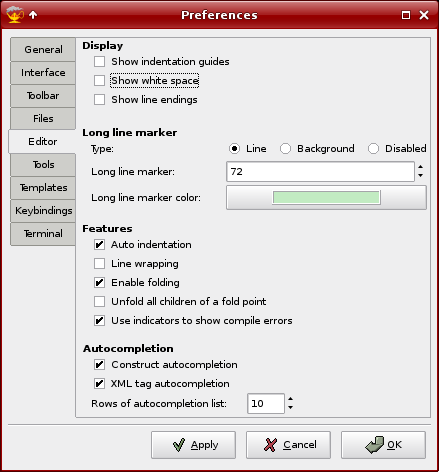 Preferences
General
Interface
Toolbar
Files
Editor
Tools
Templates
Keybindings
Terminal
Display
Show indentation guides
Show white space
Show line endings
Long line marker
Type: Line Background Disabled
Long line marker: 72
Long line marker color:
Features
Auto indentation
Line wrapping
Enable folding
Unfold all children of a fold point
Use indicators to show compile errors
Autocompletion
Construct autocompletion
XML tag autocompletion
Rows of autocompletion list: 10
Apply Cancel OK